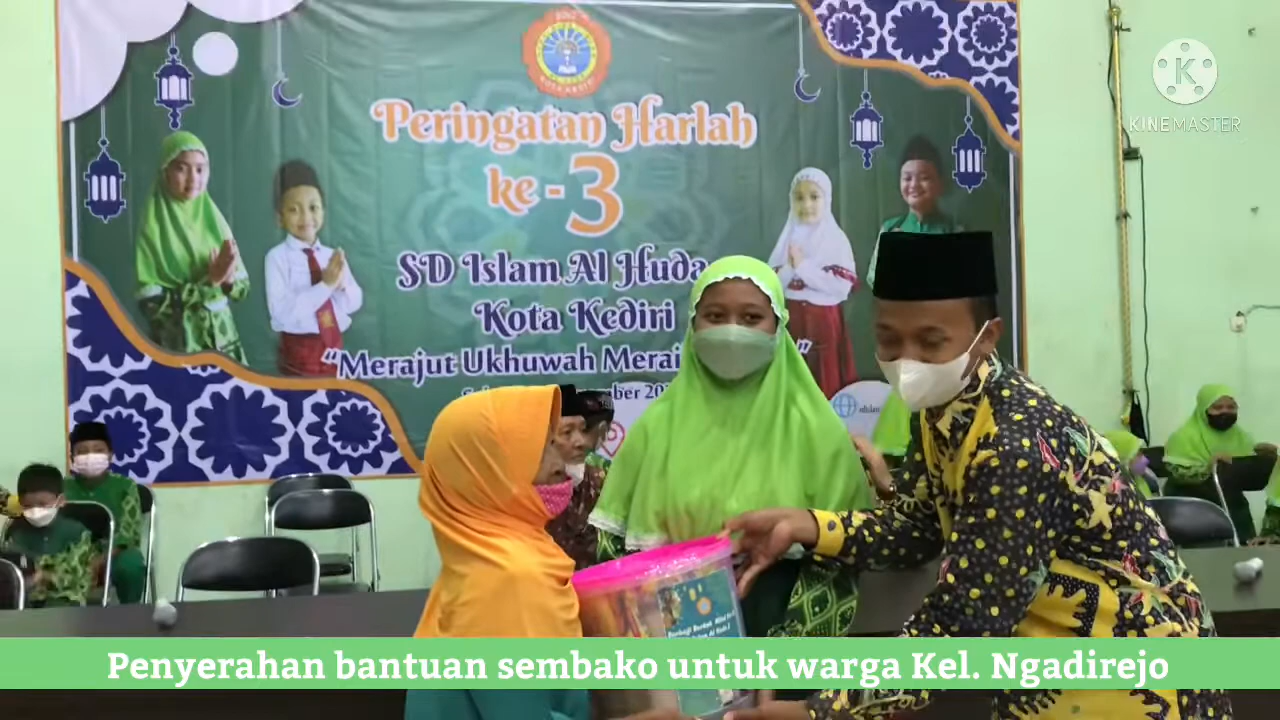 KINEMASTER
Peringatan Harlah
ke-3
SD Islam Al Huda
Kota Kediri
"Merajut Ukhuwah Merai
Penyerahan bantuan sembako untuk warga Kel. Ngadirejo